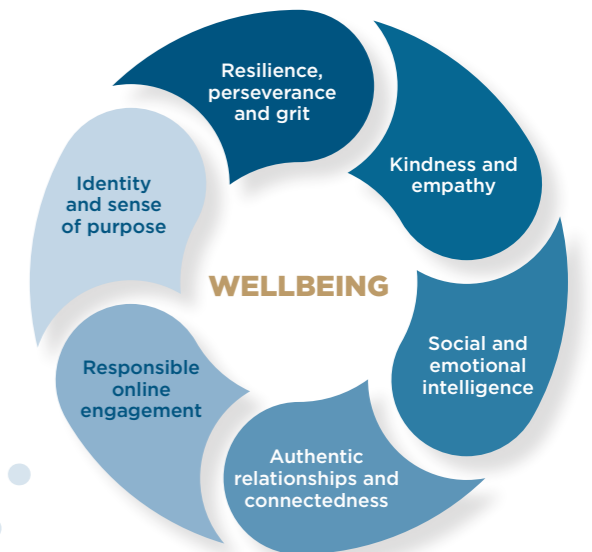 Resilience,
perseverance
and grit
Kindness and
empathy
Social and
emotional
intelligence
Authentic
relationships and
connectedness
Responsible
online
engagement
Identity
and sense
of purpose
WELLBEING